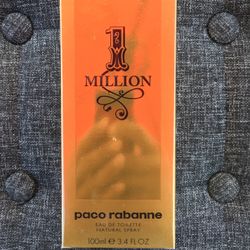 1
MILLION
paco rabanne
EAU DE TOILETTE
NATURAL SPRAY
100ml e 3.4 FL.OZ